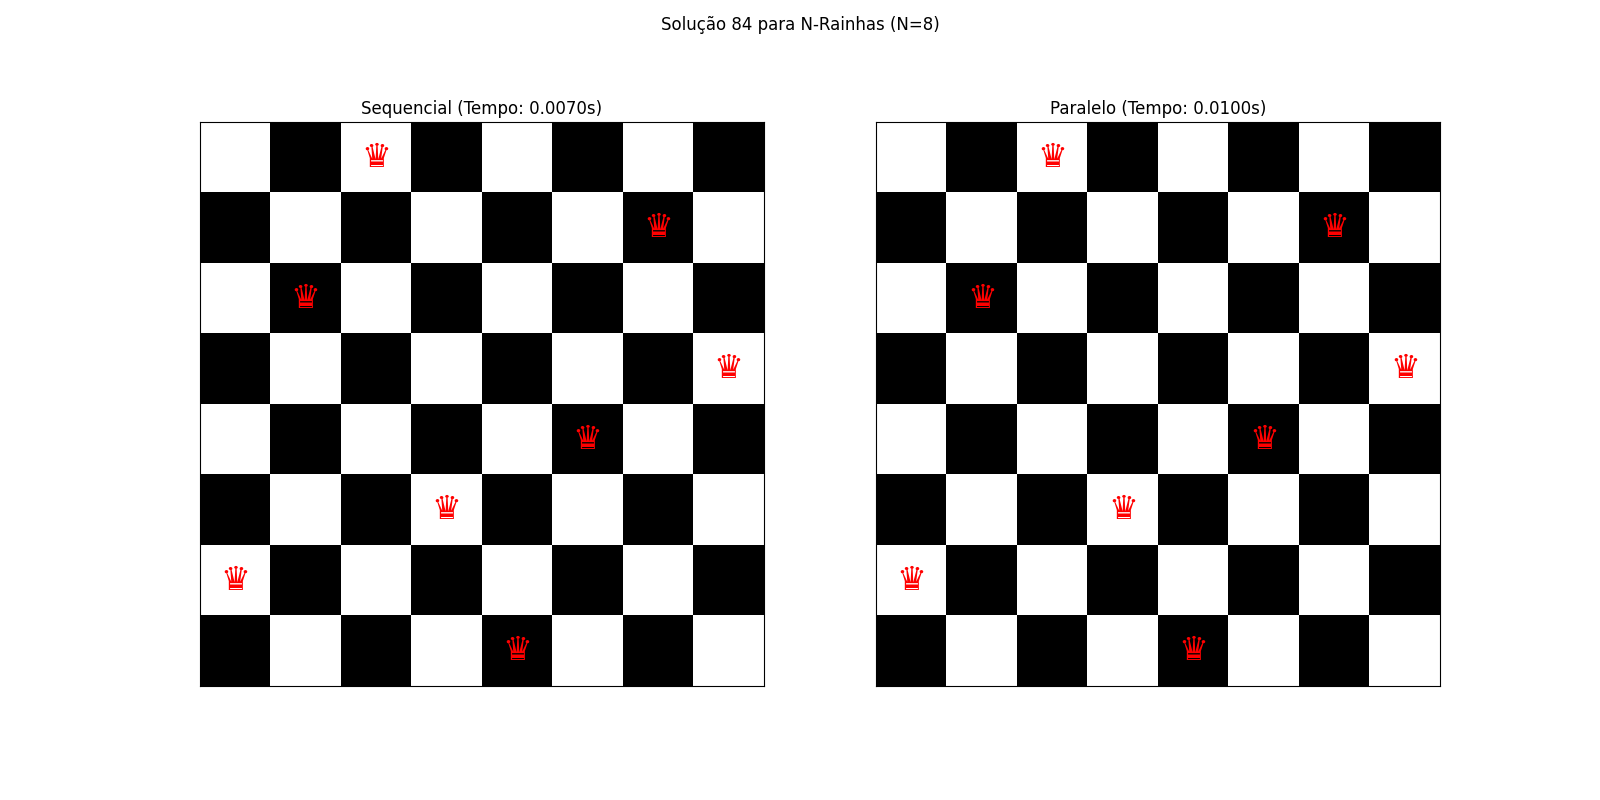 Solução 84 para N-Rainhas (N=8)
Sequencial (Tempo: 0.0070s)
Paralelo (Tempo: 0.0100s)